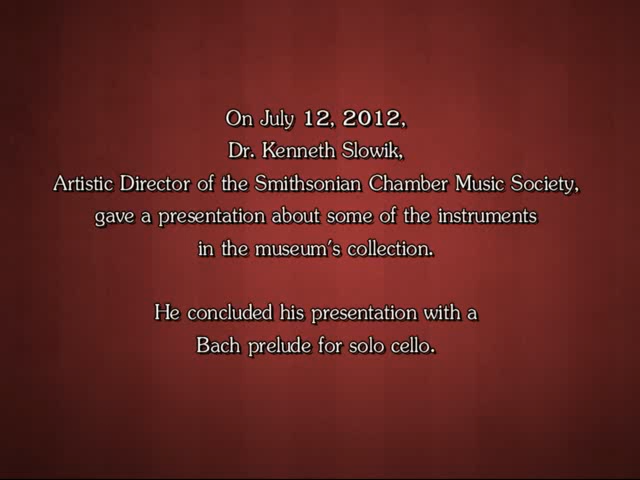 On July 12, 2012,
Dr. Kenneth Slowik,
Artistic Director of the Smithsonian Chamber Music Society,
gave a presentation about some of the instruments
in the museum's collection.
He concluded his presentation with a
Bach prelude for solo cello.